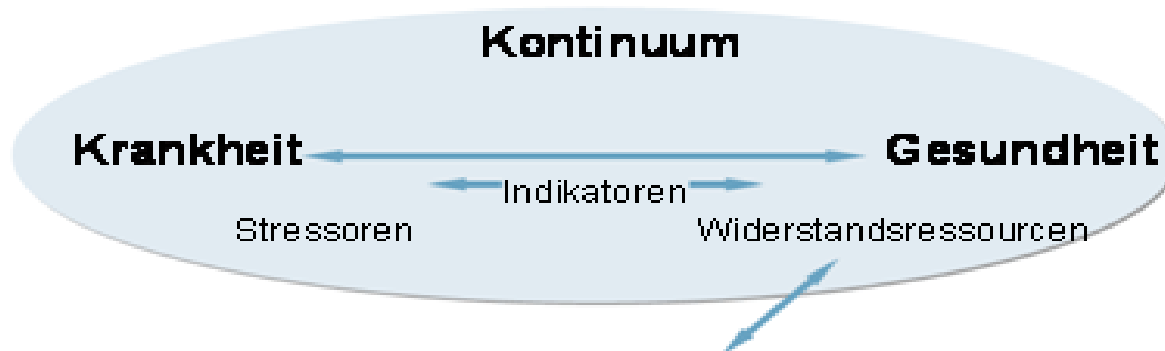 Kontinuum
Krankheit Gesundheit
Indikatoren
Stressoren Widerstandsressourcen